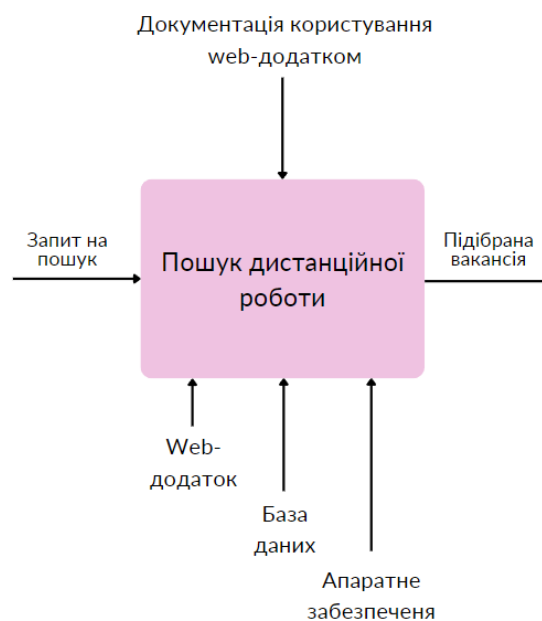 Документація користування
web-додатком
Запит на
пошук
Пошук дистанційної
роботи
Підібрана
вакансія
Web-
додаток
База
даних
Апаратне
забезпеченя